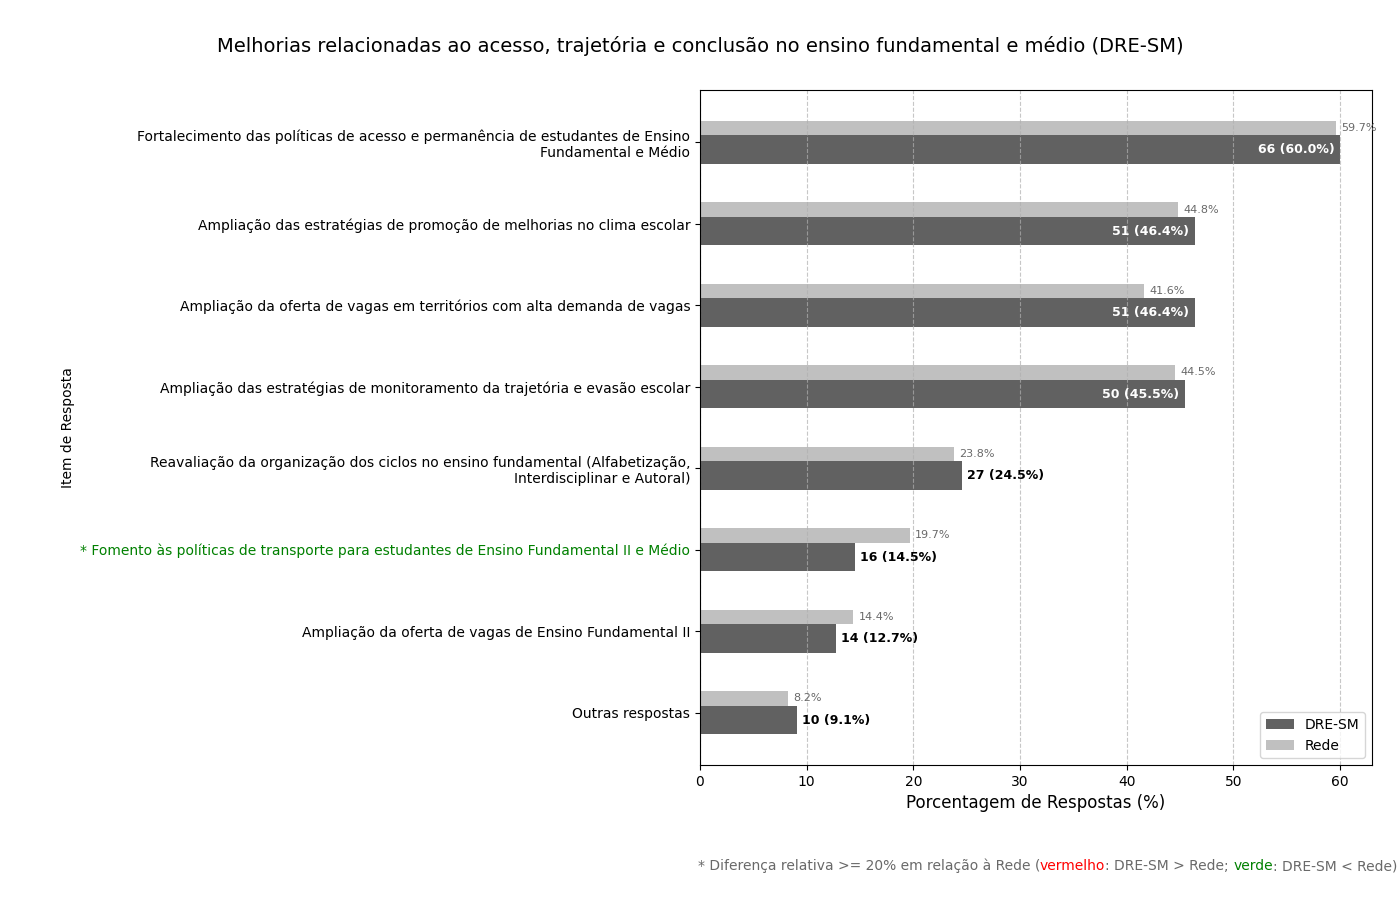 Melhorias relacionadas ao acesso, trajetória e conclusão no ensino fundamental e médio (DRE-SM)
Item de Resposta
Fortalecimento das políticas de acesso e permanência de estudantes de Ensino
Fundamental e Médio
59.7%
66 (60.0%)
Ampliação das estratégias de promoção de melhorias no clima escolar
44.8%
51 (46.4%)
Ampliação da oferta de vagas em territórios com alta demanda de vagas
41.6%
51 (46.4%)
Ampliação das estratégias de monitoramento da trajetória e evasão escolar
44.5%
50 (45.5%)
Reavaliação da organização dos ciclos no ensino fundamental (Alfabetização,
Interdisciplinar e Autoral)
23.8%
27 (24.5%)
* Fomento às políticas de transporte para estudantes de Ensino Fundamental II e Médio
19.7%
16 (14.5%)
Ampliação da oferta de vagas de Ensino Fundamental II
14.4%
14 (12.7%)
Outras respostas
8.2%
10 (9.1%)
DRE-SM
Rede
0 10 20 30 40 50 60
Porcentagem de Respostas (%)
* Diferença relativa >= 20% em relação à Rede (vermelho: DRE-SM > Rede; verde: DRE-SM < Rede)